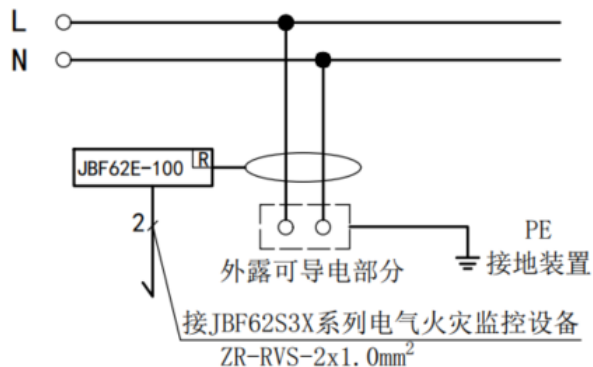 L
N
JBF62E-100 R
2
PE
外露可导电部分
接地装置
接JBF62S3X系列电气火灾监控设备
ZR-RVS-2x1.0mm²